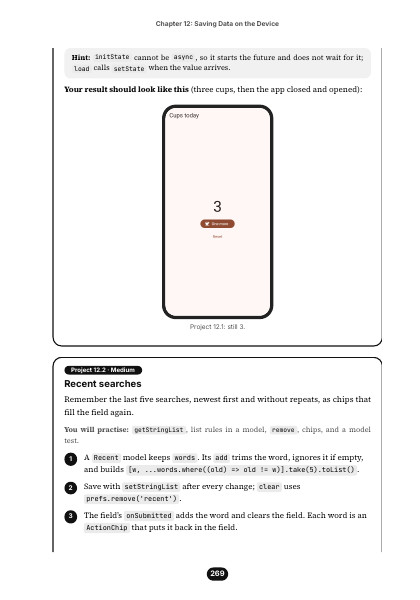 Chapter 12: Saving Data on the Device
Hint: initState cannot be async, so it starts the future and does not wait for it;
load calls setState when the value arrives.
Your result should look like this (three cups, then the app closed and opened):
Cups today
3
One more
Reset
Project 12.1: still 3.
Project 12.2 · Medium
Recent searches
Remember the last five searches, newest first and without repeats, as chips that
fill the field again.
You will practise: getStringList, list rules in a model, remove, chips, and a model
test.
1 A Recent model keeps words. Its add trims the word, ignores it if empty,
and builds [w, ...words.where((old) => old != w)].take(5).toList().
2 Save with setStringList after every change; clear uses
prefs.remove('recent').
3 The field's onSubmitted adds the word and clears the field. Each word is an
ActionChip that puts it back in the field.
269